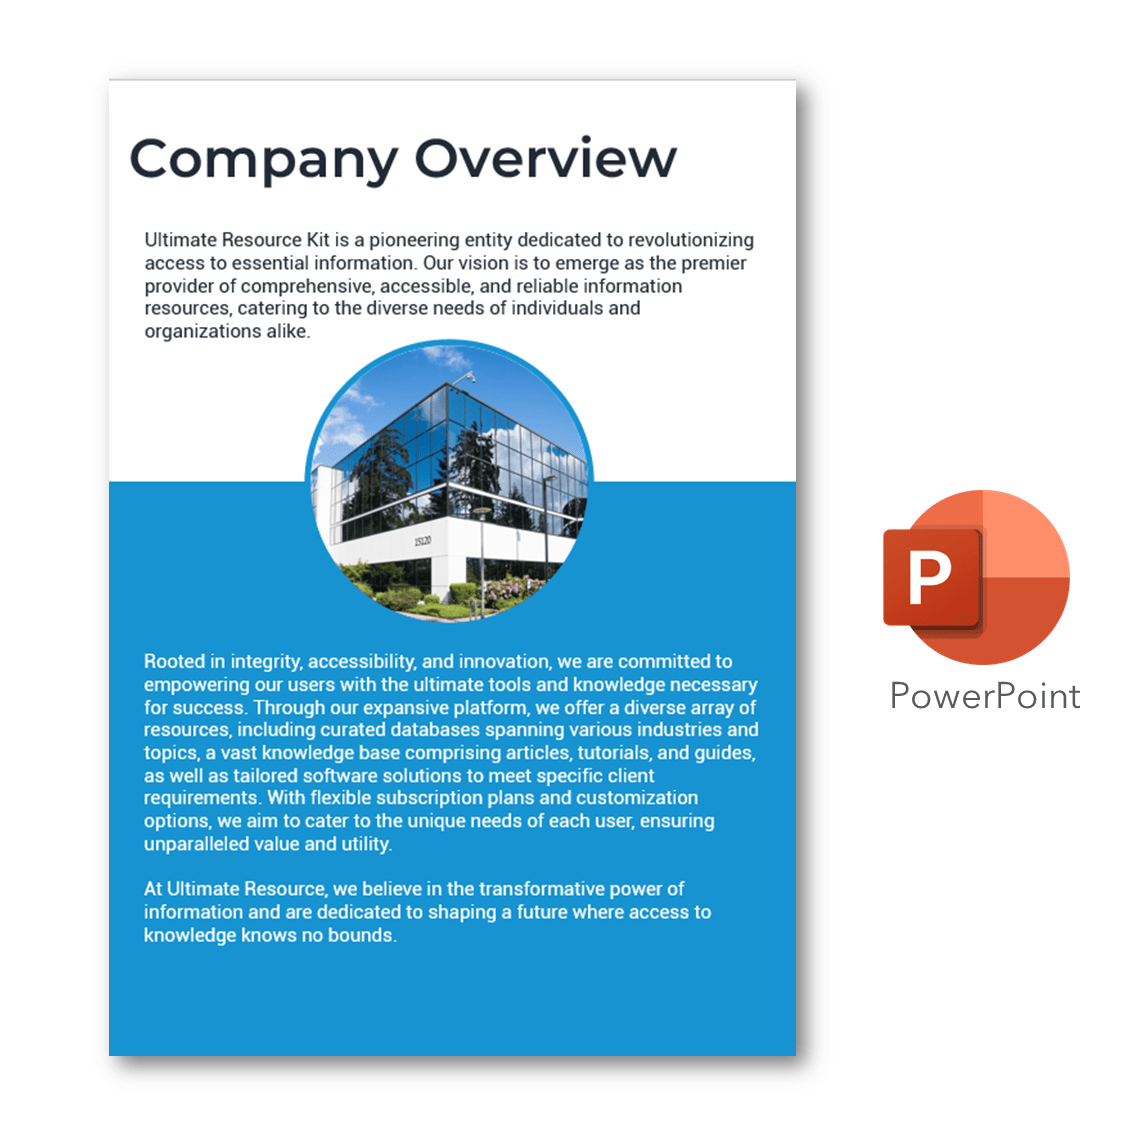 Company Overview
Ultimate Resource Kit is a pioneering entity dedicated to revolutionizing
access to essential information. Our vision is to emerge as the premier
provider of comprehensive, accessible, and reliable information
resources, catering to the diverse needs of individuals and
organizations alike.
15120
Rooted in integrity, accessibility, and innovation, we are committed to
empowering our users with the ultimate tools and knowledge necessary
for success. Through our expansive platform, we offer a diverse array of
resources, including curated databases spanning various industries and
topics, a vast knowledge base comprising articles, tutorials, and guides,
as well as tailored software solutions to meet specific client
requirements. With flexible subscription plans and customization
options, we aim to cater to the unique needs of each user, ensuring
unparalleled value and utility.
At Ultimate Resource, we believe in the transformative power of
information and are dedicated to shaping a future where access to
knowledge knows no bounds.
P
PowerPoint